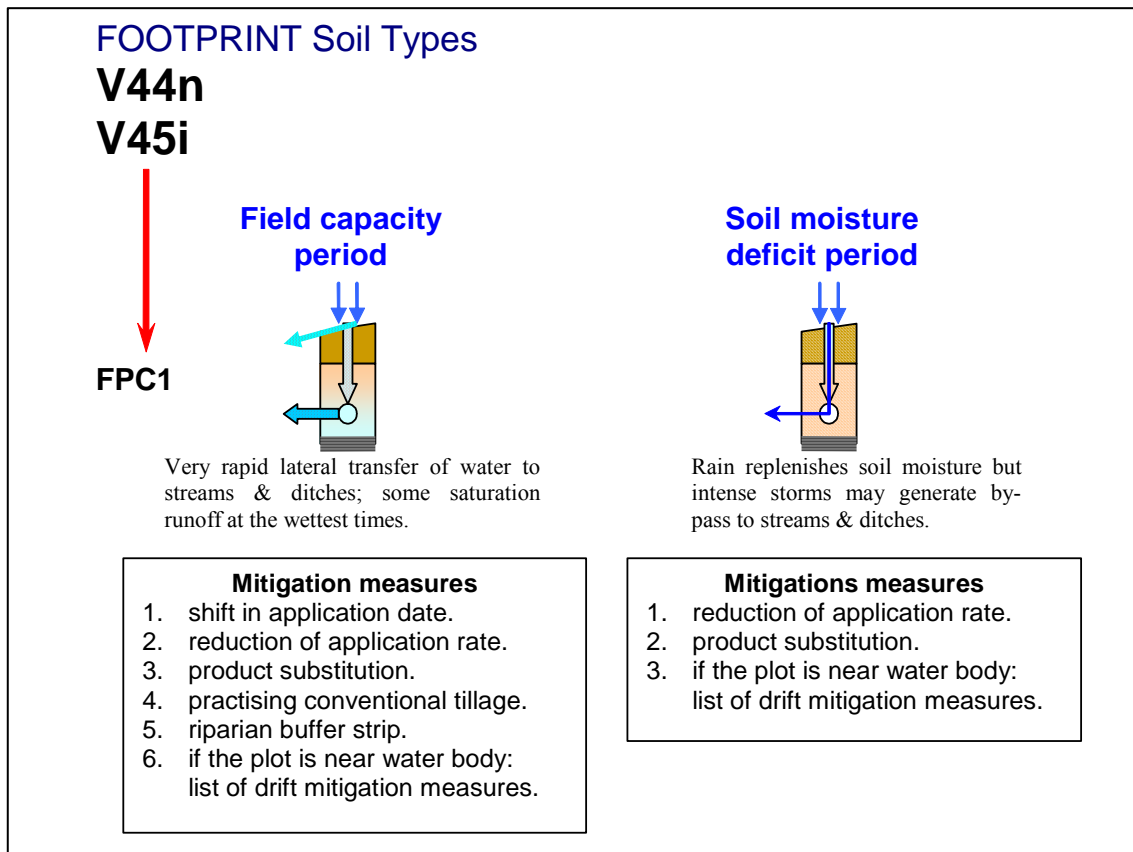 FOOTPRINT Soil Types
V44n
V45i
FPC1
Field capacity
period
Very rapid lateral transfer of water to
streams & ditches; some saturation
runoff at the wettest times.
Mitigation measures
1. shift in application date.
2. reduction of application rate.
3. product substitution.
4. practising conventional tillage.
5. riparian buffer strip.
6. if the plot is near water body:
list of drift mitigation measures.
Soil moisture
deficit period
Rain replenishes soil moisture but
intense storms may generate by-
pass to streams & ditches.
Mitigations measures
1. reduction of application rate.
2. product substitution.
3. if the plot is near water body:
list of drift mitigation measures.